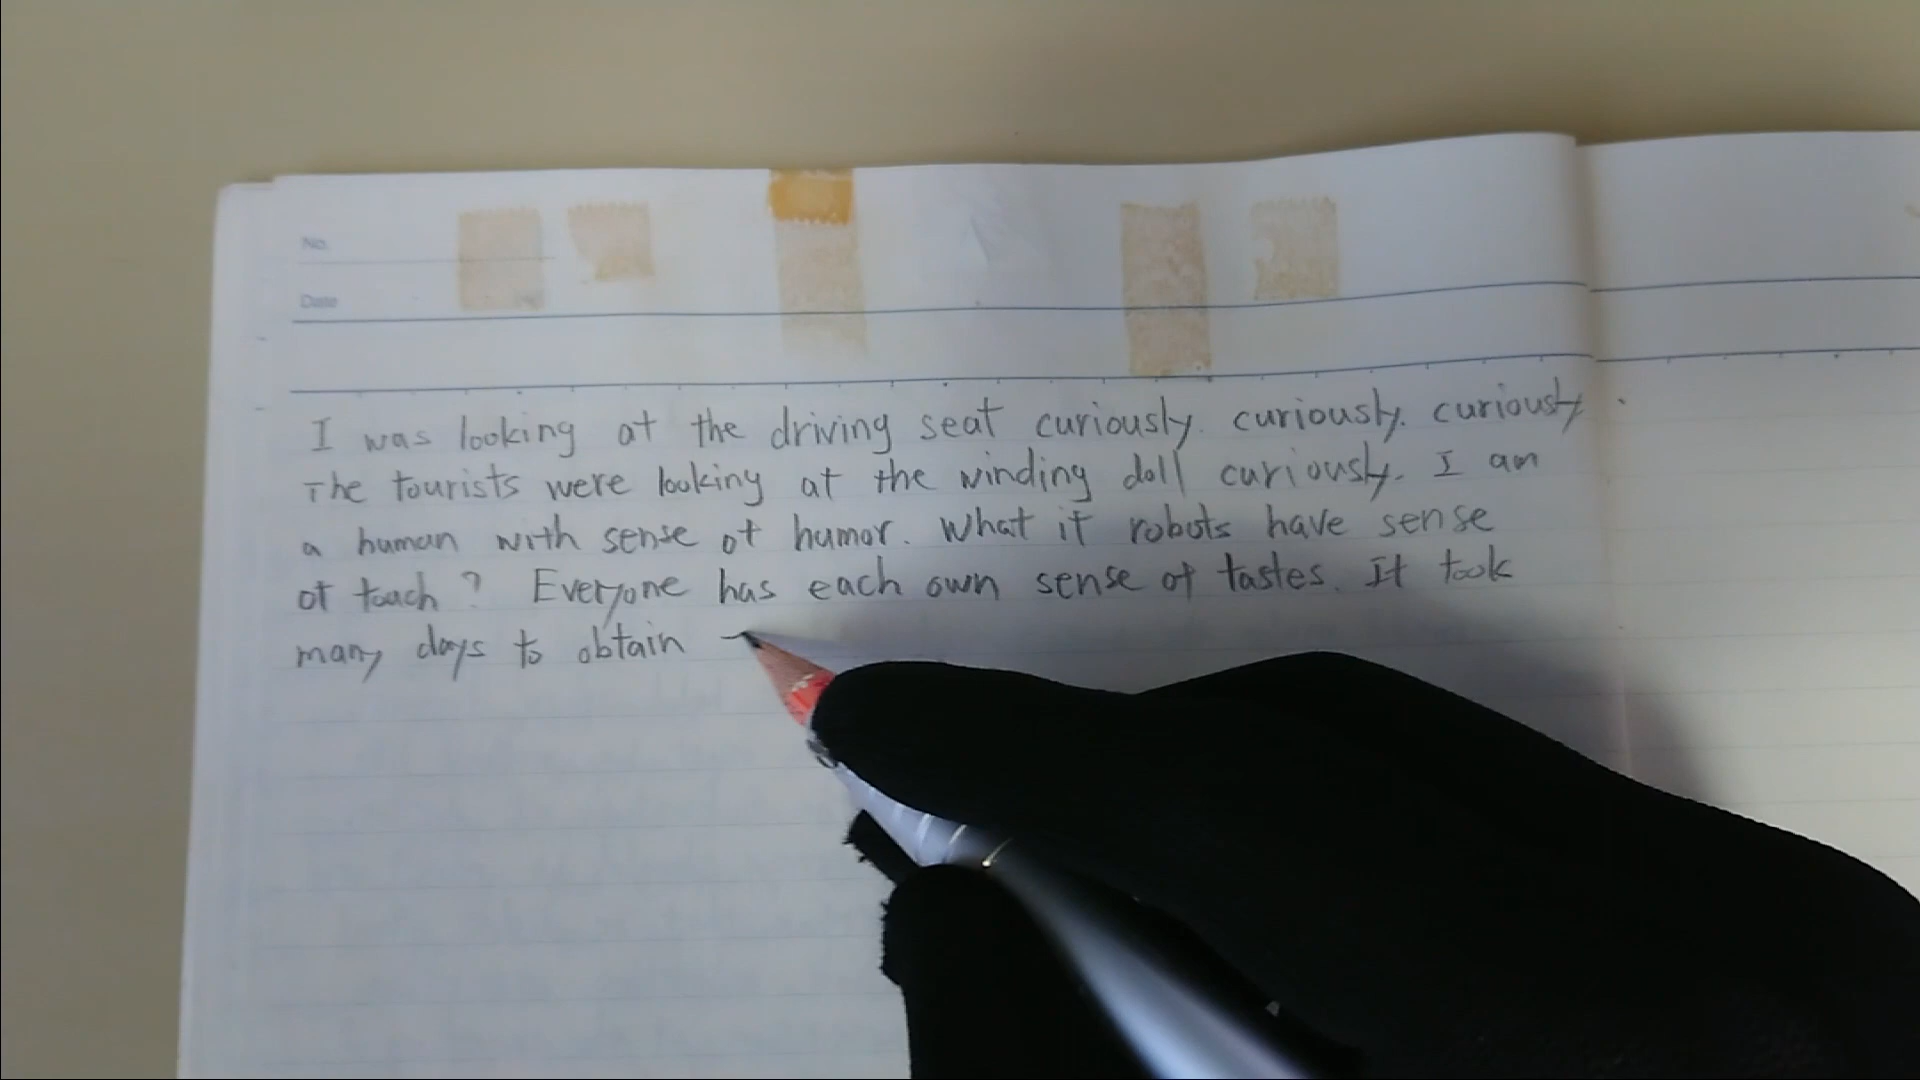 No.
Date
I was looking at the driving seat curiously. curiously. curiously.
The tourists were looking at the winding doll curiously. I am
a human with sense of humor. What if robots have sense
of touch? Everyone has each own sense of tastes. It took
many days to obtain